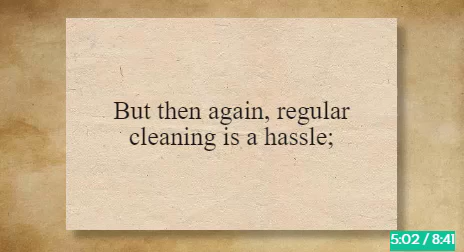 But then again, regular
cleaning is a hassle;
5:02 / 8:41